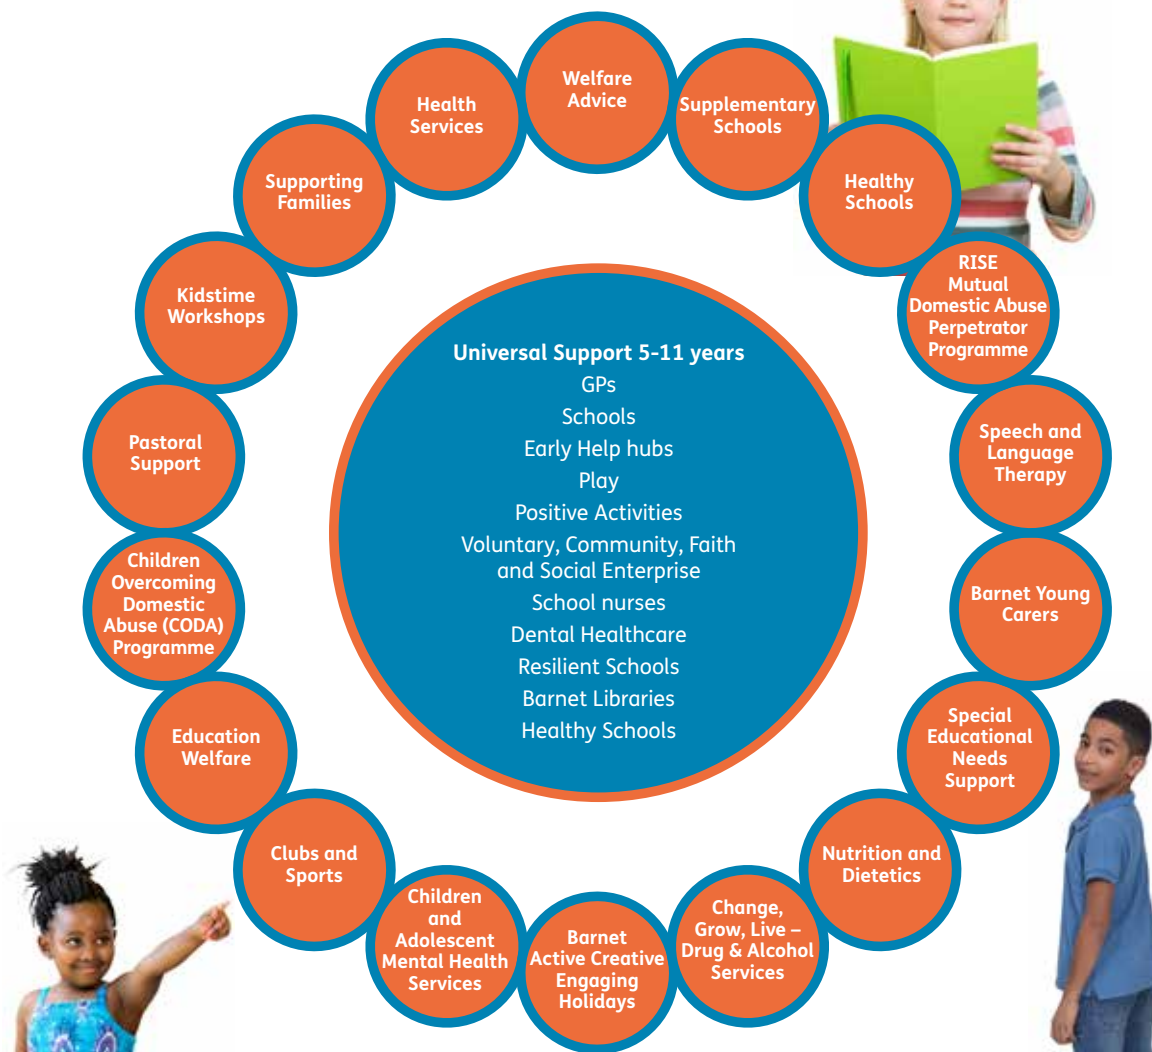 Welfare
Advice
Supplementary
Schools
Healthy
Schools
RISE
Mutual
Domestic Abuse
Perpetrator
Programme
Speech and
Language
Therapy
Barnet Young
Carers
Special
Educational
Needs
Support
Nutrition and
Dietetics
Change,
Grow, Live –
Drug & Alcohol
Services
Barnet
Active Creative
Engaging
Holidays
Children
and
Adolescent
Mental Health
Services
Clubs and
Sports
Education
Welfare
Children
Overcoming
Domestic
Abuse (CODA)
Programme
Pastoral
Support
Kidstime
Workshops
Supporting
Families
Health
Services
Universal Support 5-11 years
GPs
Schools
Early Help hubs
Play
Positive Activities
Voluntary, Community, Faith
and Social Enterprise
School nurses
Dental Healthcare
Resilient Schools
Barnet Libraries
Healthy Schools